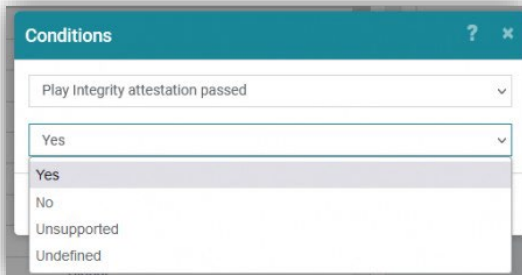 Conditions ? ×
Play Integrity attestation passed
Yes
Yes
No
Unsupported
Undefined